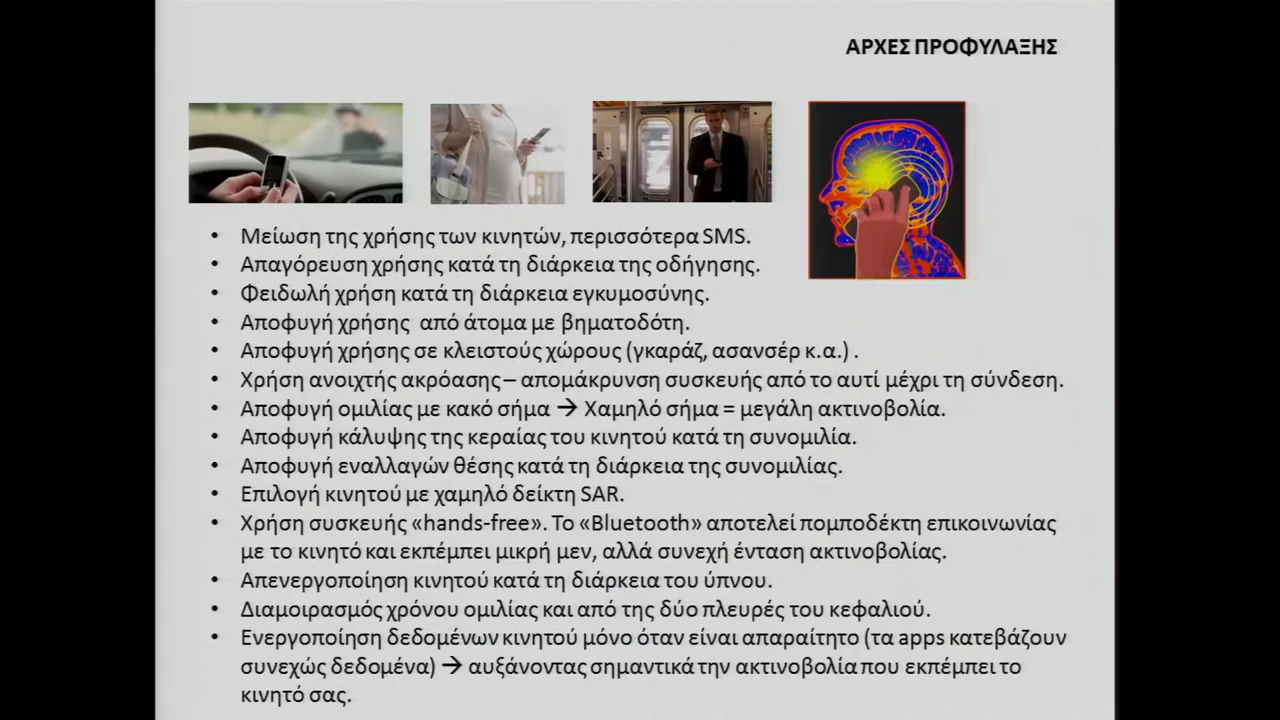 ΑΡΧΕΣ ΠΡΟΦΥΛΑΞΗΣ
• Μείωση της χρήσης των κινητών, περισσότερα SMS.
• Απαγόρευση χρήσης κατά τη διάρκεια της οδήγησης.
• Φειδωλή χρήση κατά τη διάρκεια εγκυμοσύνης.
• Αποφυγή χρήσης από άτομα με βηματοδότη.
• Αποφυγή χρήσης σε κλειστούς χώρους (γκαράζ, ασανσέρ κ.α.) .
• Χρήση ανοιχτής ακρόασης – απομάκρυνση συσκευής από το αυτί μέχρι τη σύνδεση.
• Αποφυγή ομιλίας με κακό σήμα → Χαμηλό σήμα = μεγάλη ακτινοβολία.
• Αποφυγή κάλυψης της κεραίας του κινητού κατά τη συνομιλία.
• Αποφυγή εναλλαγών θέσης κατά τη διάρκεια της συνομιλίας.
• Επιλογή κινητού με χαμηλό δείκτη SAR.
• Χρήση συσκευής «hands-free». Το «Bluetooth» αποτελεί πομποδέκτη επικοινωνίας
με το κινητό και εκπέμπει μικρή μεν, αλλά συνεχή ένταση ακτινοβολίας.
• Απενεργοποίηση κινητού κατά τη διάρκεια του ύπνου.
• Διαμοιρασμός χρόνου ομιλίας και από της δύο πλευρές του κεφαλιού.
• Ενεργοποίηση δεδομένων κινητού μόνο όταν είναι απαραίτητο (τα apps κατεβάζουν
συνεχώς δεδομένα) → αυξάνοντας σημαντικά την ακτινοβολία που εκπέμπει το
κινητό σας.